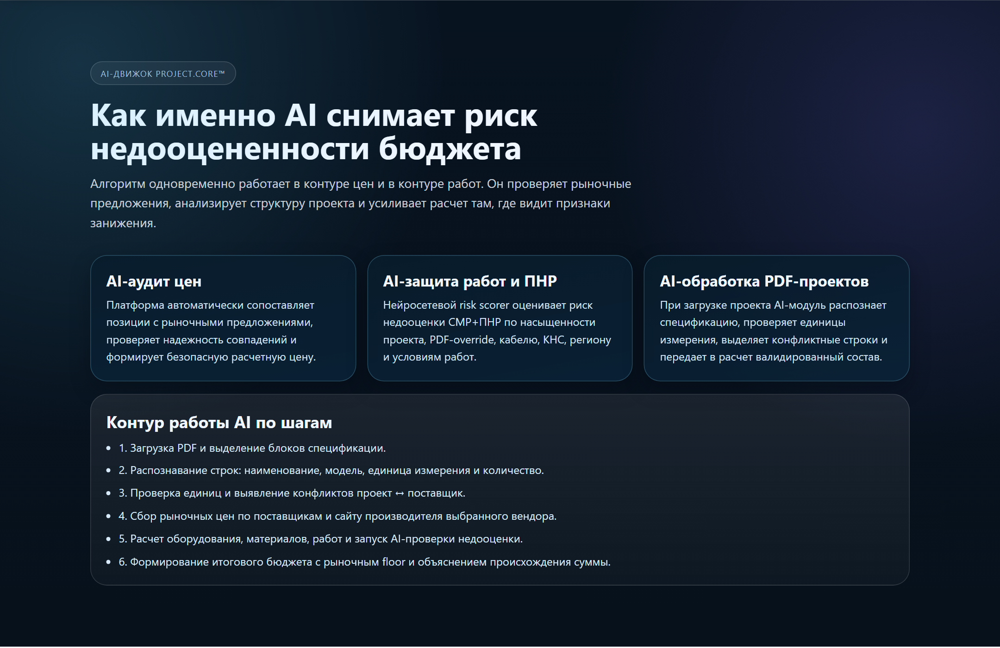 AI-ДВИЖОК PROJECT.CORE™
Как именно AI снимает риск
недооцененности бюджета
Алгоритм одновременно работает в контуре цен и в контуре работ. Он проверяет рыночные
предложения, анализирует структуру проекта и усиливает расчет там, где видит признаки
занижения.
AI-аудит цен
Платформа автоматически сопоставляет
позиции с рыночными предложениями,
проверяет надежность совпадений и
формирует безопасную расчетную цену.
AI-защита работ и ПНР
Нейросетевой risk scorer оценивает риск
недооценки СМР+ПНР по насыщенности
проекта, PDF-override, кабелю, КНС, региону
и условиям работ.
AI-обработка PDF-проектов
При загрузке проекта AI-модуль распознает
спецификацию, проверяет единицы
измерения, выделяет конфликтные строки и
передает в расчет валидированный состав.
Контур работы AI по шагам
• 1. Загрузка PDF и выделение блоков спецификации.
• 2. Распознавание строк: наименование, модель, единица измерения и количество.
• 3. Проверка единиц и выявление конфликтов проект ↔ поставщик.
• 4. Сбор рыночных цен по поставщикам и сайту производителя выбранного вендора.
• 5. Расчет оборудования, материалов, работ и запуск AI-проверки недооценки.
• 6. Формирование итогового бюджета с рыночным floor и объяснением происхождения суммы.